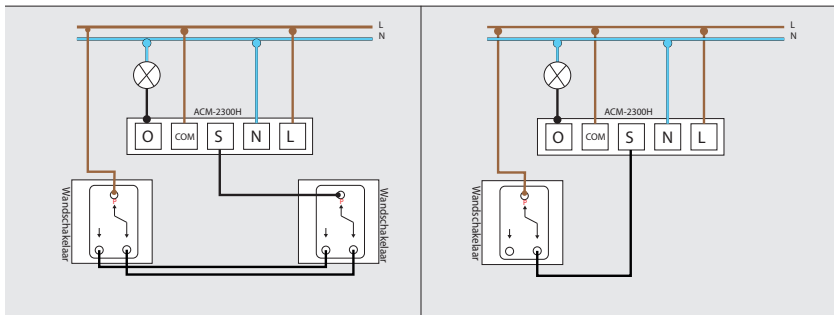 L
N
ACM-2300H
O COM S N L
Wandschakelaar
P
P
Wandschakelaar
L
N
ACM-2300H
O COM S N L
Wandschakelaar
P